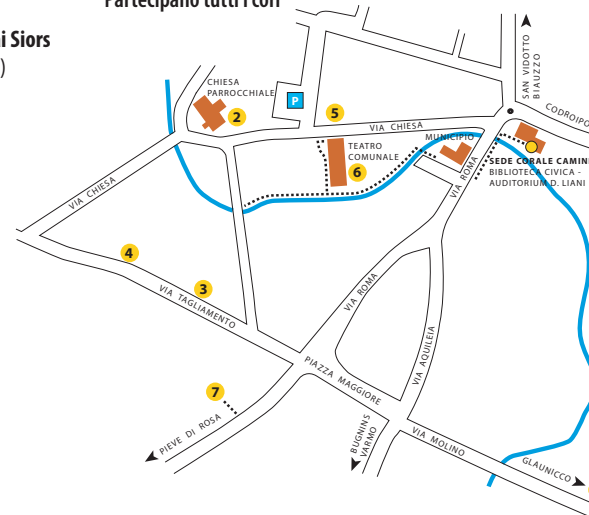 Partecipano tutti i cori
ni Siors
)
CHIESA
PARROCCHIALE
2
P
5
VIA CHIESA
MUNICIPIO
SAN VIDOTTO
BIAUZZO
CODROIPO
TEATRO
COMUNALE
6
SEDE CORALE CAMIN
BIBLIOTECA CIVICA -
AUDITORIUM D. LIANI
VIA ROMA
VIA CHIESA
4
3
VIA TAGLIAMENTO
VIA ROMA
VIA AQUILEIA
PIAZZA MAGGIORE
7
PIEVE DI ROSA
BUGNINS
VARMO
VIA MOLINO
GLAUNICCO